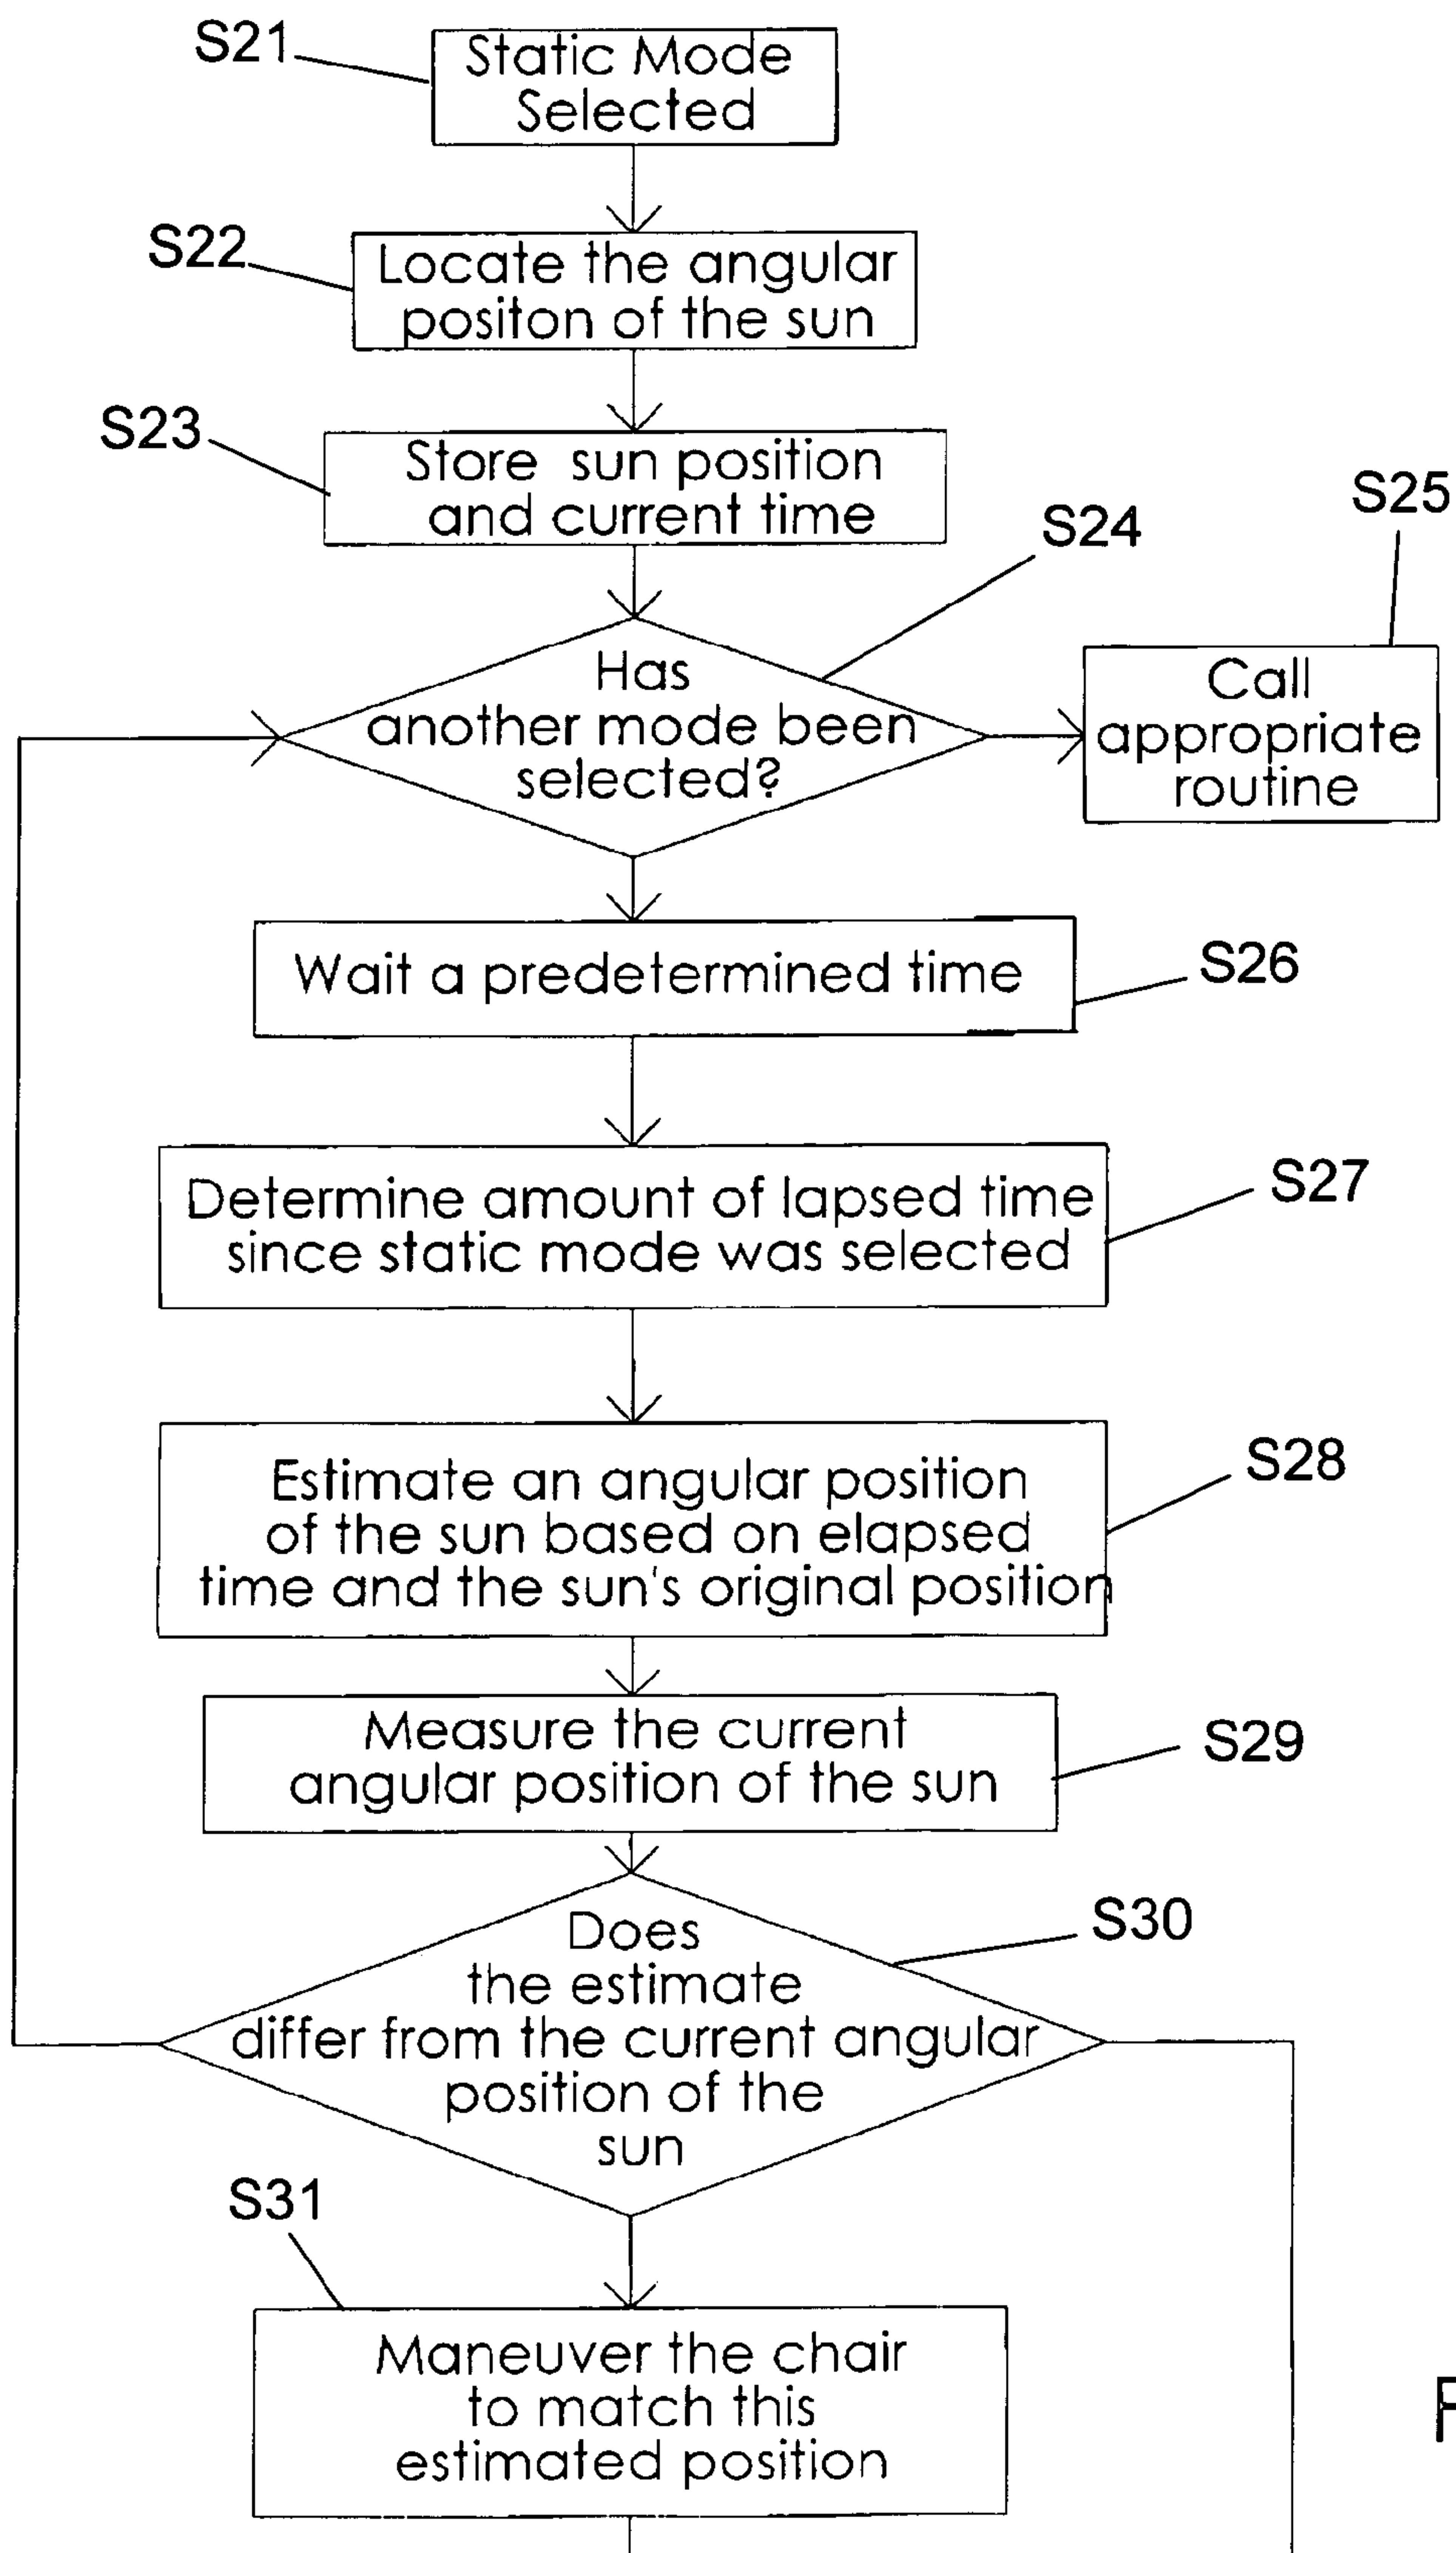 S21
Static Mode
Selected
S22
Locate the angular
positon of the sun
S23
Store sun position
and current time
S24
S25
Has
another mode been
selected?
Call
appropriate
routine
Wait a predetermined time
S26
Determine amount of lapsed time
since static mode was selected
S27
Estimate an angular position
of the sun based on elapsed
time and the sun's original position
S28
Measure the current
angular position of the sun
S29
Does
the estimate
differ from the current angular
position of the
sun
S30
S31
Maneuver the chair
to match this
estimated position